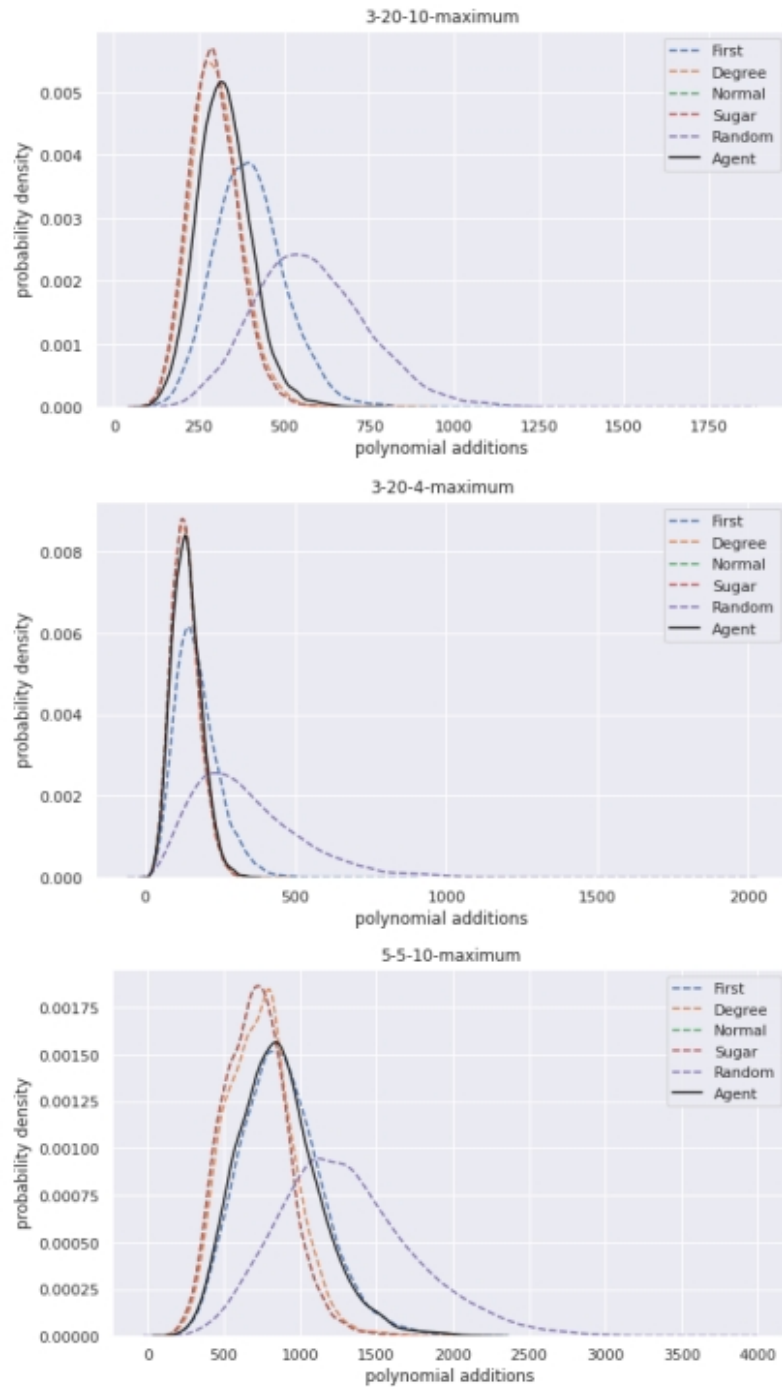 3-20-10-maximum
probability density
0.005
0.004
0.003
0.002
0.001
0.000
First
Degree
Normal
Sugar
Random
Agent
0 250 500 750 1000 1250 1500 1750
polynomial additions
3-20-4-maximum
probability density
0.008
0.006
0.004
0.002
0.000
First
Degree
Normal
Sugar
Random
Agent
0 500 1000 1500 2000
polynomial additions
5-5-10-maximum
probability density
0.00175
0.00150
0.00125
0.00100
0.00075
0.00050
0.00025
0.00000
First
Degree
Normal
Sugar
Random
Agent
0 500 1000 1500 2000 2500 3000 3500 4000
polynomial additions